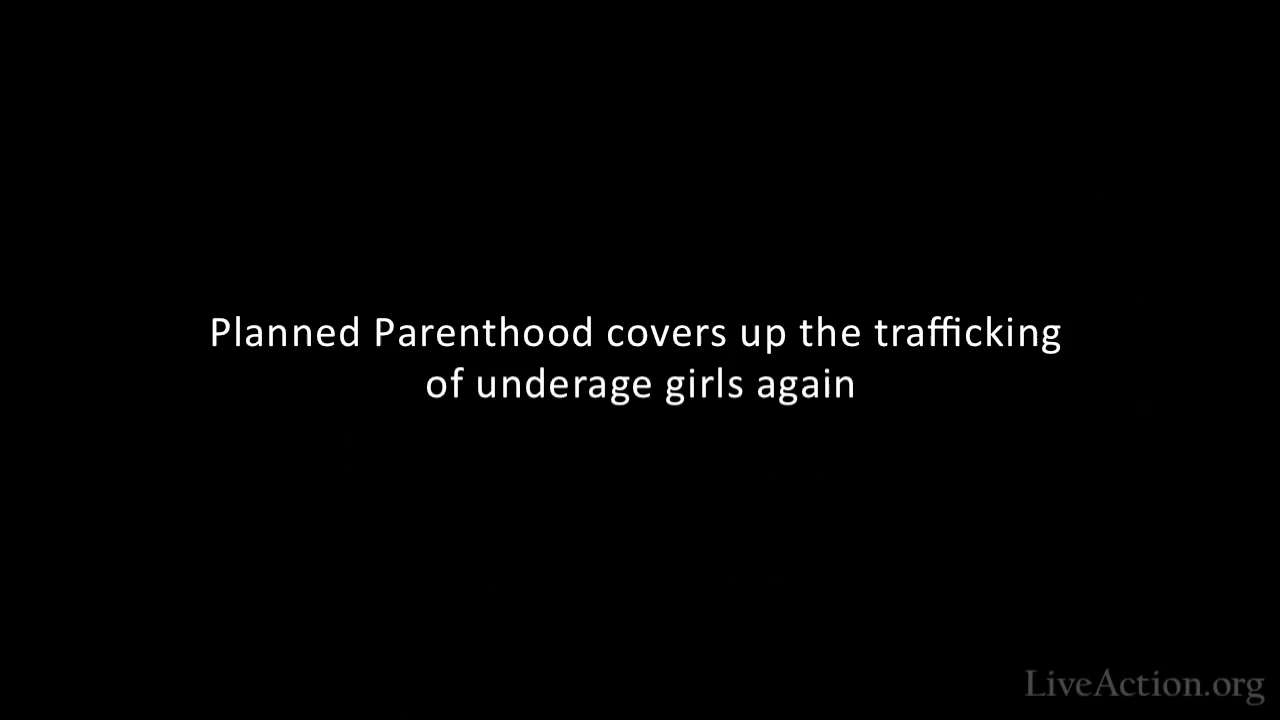 Planned Parenthood covers up the trafficking
of underage girls again
LiveAction.org